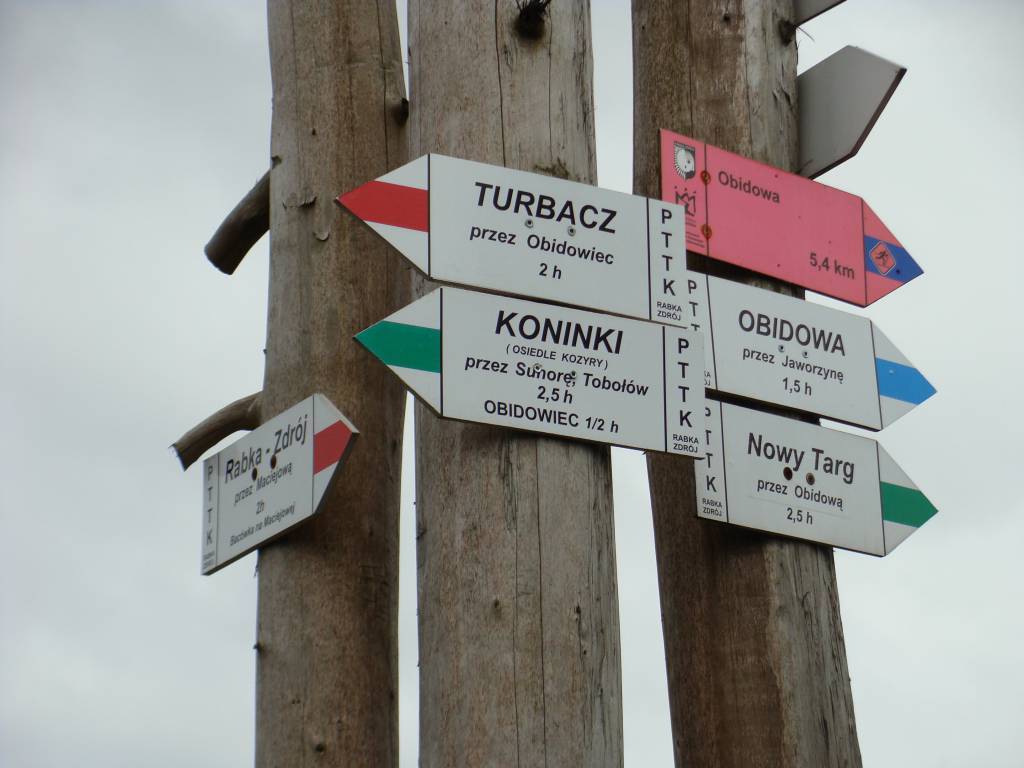 TURBACZ
przez Obidowiec
2 h
PTTK
RABKA
ZDRÓJ
KONINKI
(OSIEDLE KOZYRY)
przez Suhorę, Tobołów
2,5 h
OBIDOWIEC 1/2 h
PTTK
RABKA
ZDRÓJ
Obidowa
5,4 km
OBIDOWA
przez Jaworzynę
1,5 h
Nowy Targ
przez Obidową
2,5 h
RABKA
ZDRÓJ
PTTK
Rabka - Zdrój
przez Maciejową
2h
Bacówka na Maciejowej